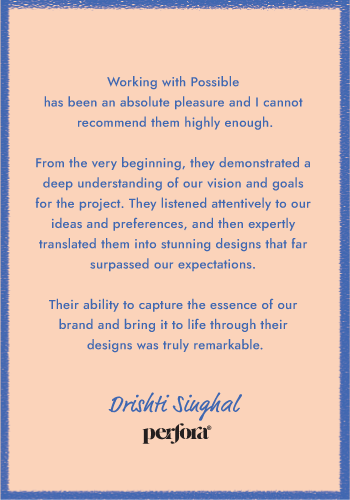 Working with Possible
has been an absolute pleasure and I cannot
recommend them highly enough.
From the very beginning, they demonstrated a
deep understanding of our vision and goals
for the project. They listened attentively to our
ideas and preferences, and then expertly
translated them into stunning designs that far
surpassed our expectations.
Their ability to capture the essence of our
brand and bring it to life through their
designs was truly remarkable.
Drishti Singhal
perfora®